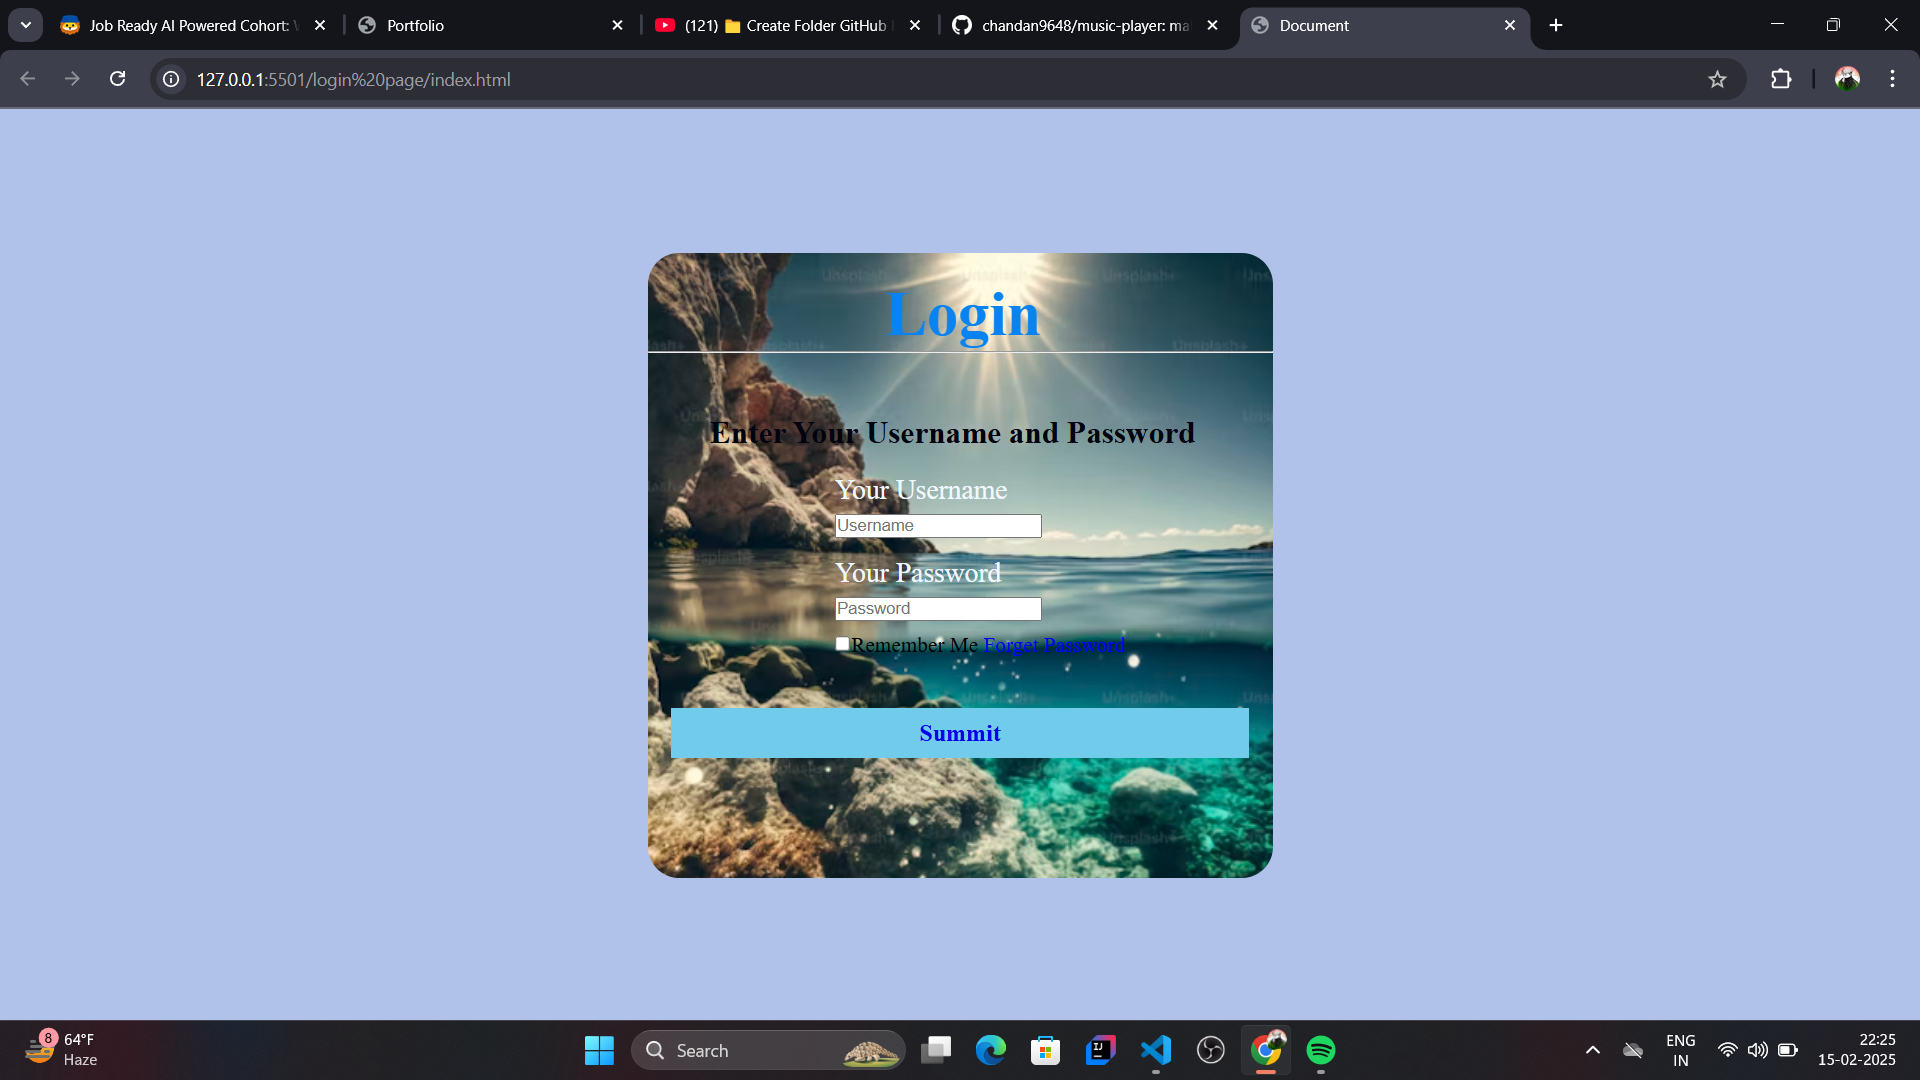 Job Ready AI Powered Cohort:
Portfolio
(121) 📁 Create Folder GitHub
chandan9648/music-player: ma
Document
127.0.0.1:5501/login%20page/index.html
Unsplash+
Login
Enter Your Username and Password
Your Username
Username
Your Password
Password
Remember Me Forget Password
Summit
8
64°F
Haze
Search
ENG
IN
22:25
15-02-2025